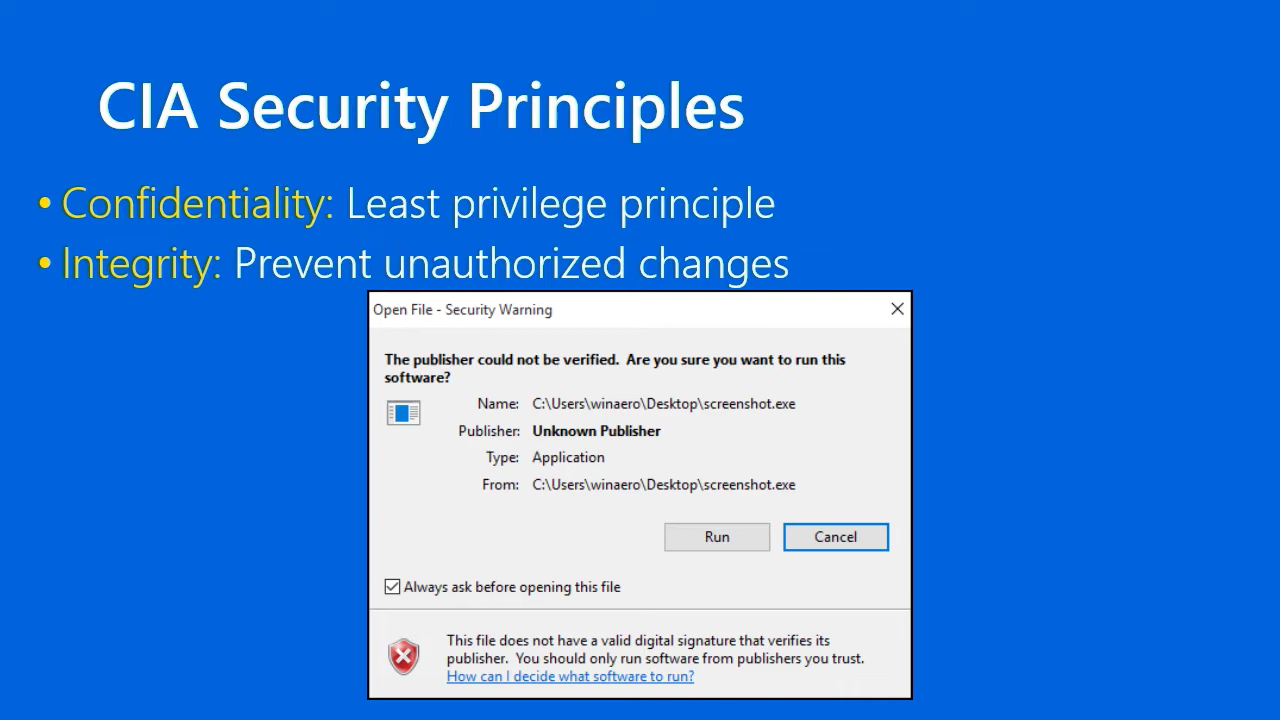 CIA Security Principles
• Confidentiality: Least privilege principle
• Integrity: Prevent unauthorized changes
Open File - Security Warning
The publisher could not be verified.  Are you sure you want to run this
software?
Name: C:\Users\winaero\Desktop\screenshot.exe
Publisher: Unknown Publisher
Type: Application
From: C:\Users\winaero\Desktop\screenshot.exe
Run Cancel
Always ask before opening this file
This file does not have a valid digital signature that verifies its
publisher.  You should only run software from publishers you trust.
How can I decide what software to run?